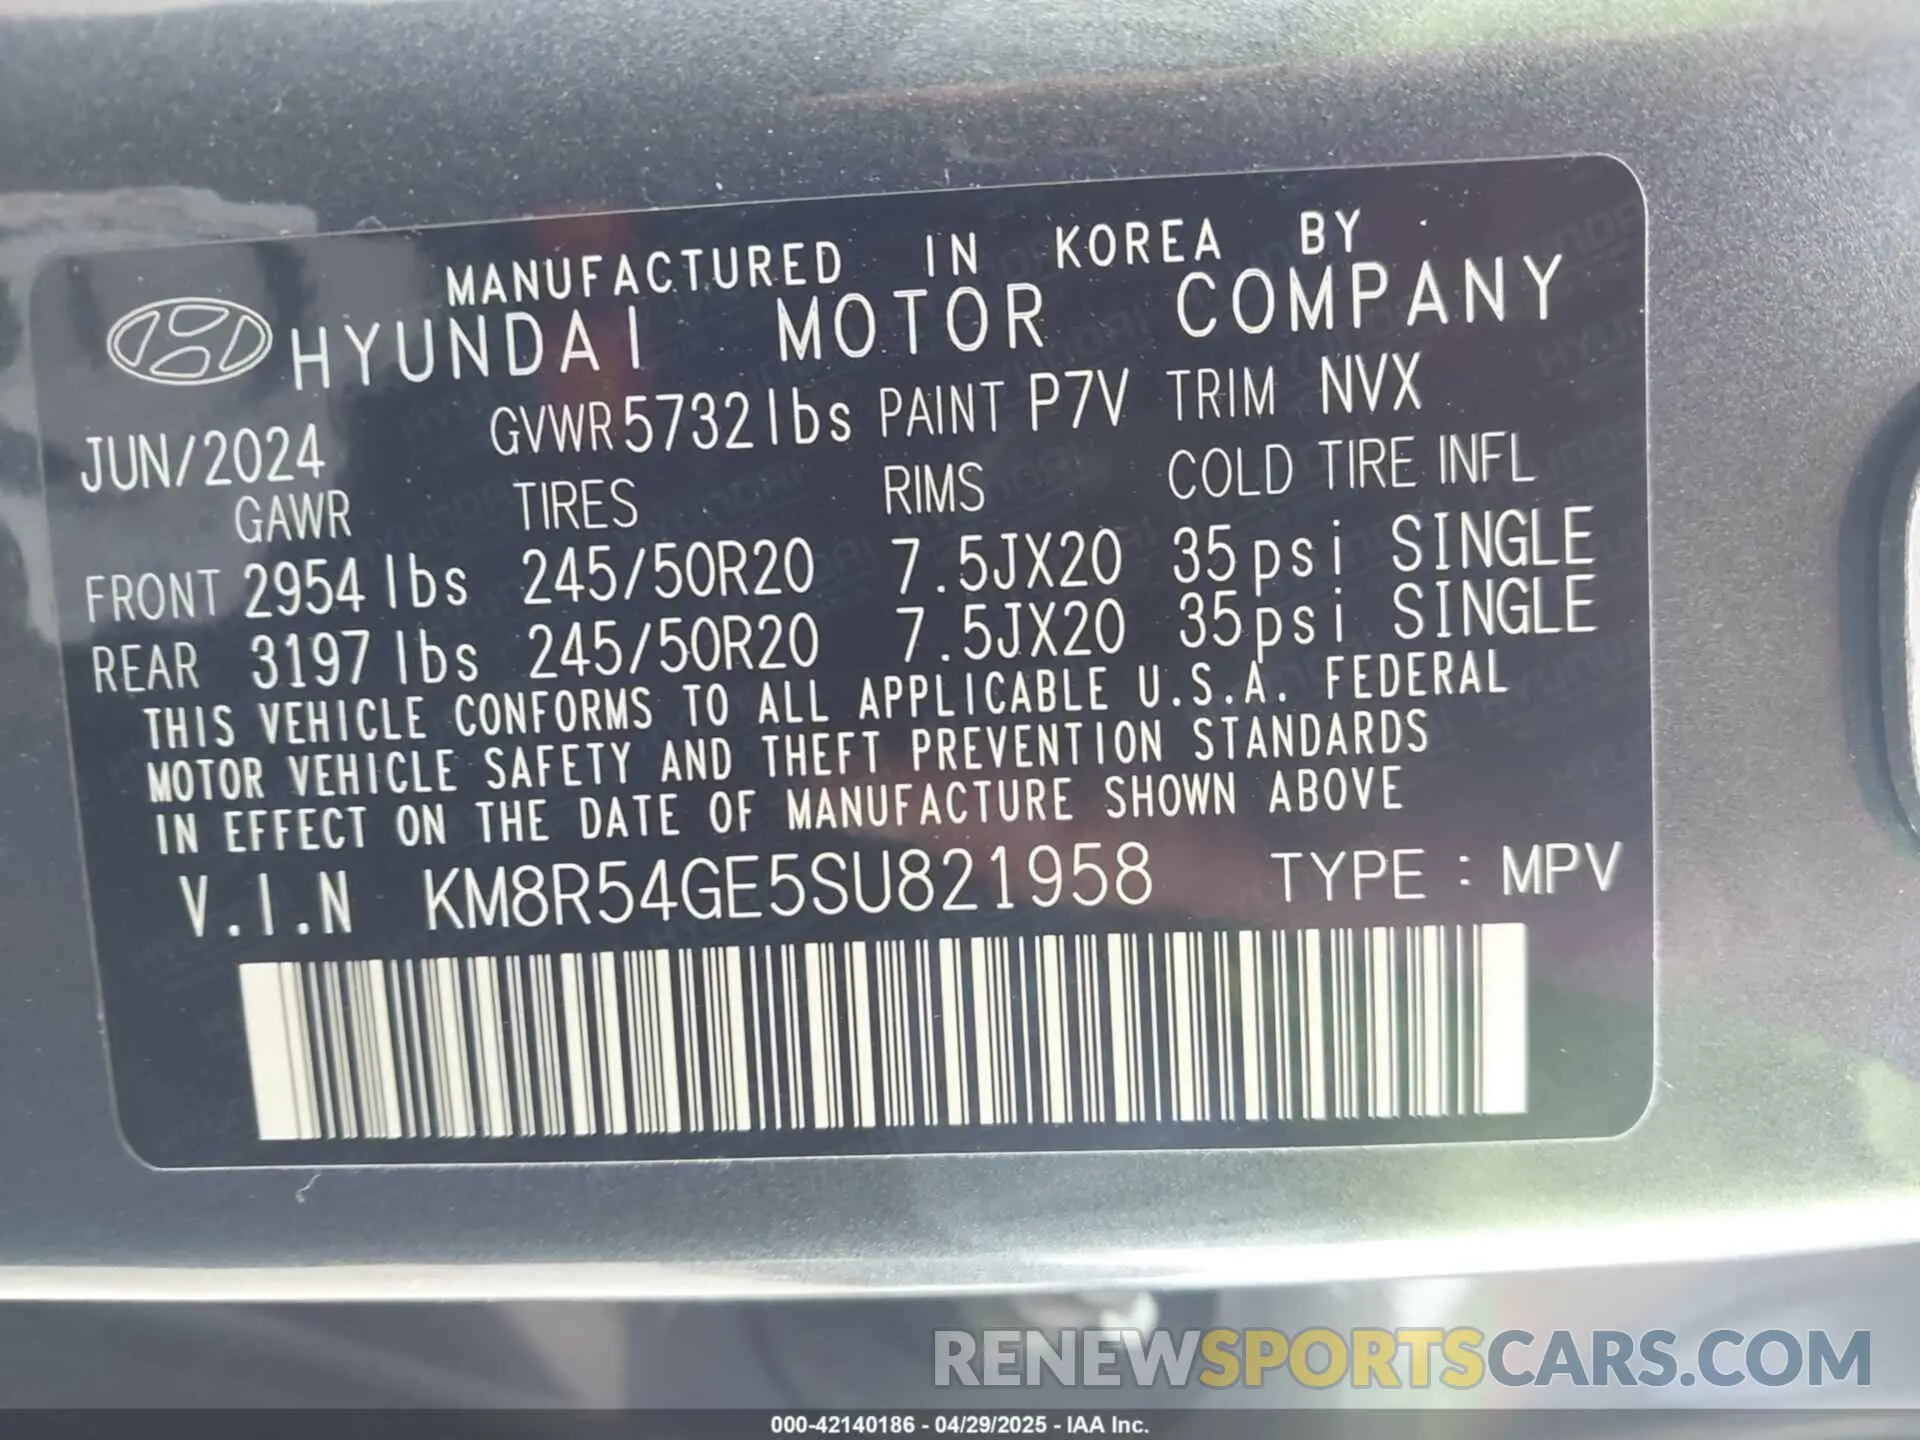 MANUFACTURED IN KOREA BY
HYUNDAI MOTOR COMPANY
JUN/2024 GVWR 5732 lbs PAINT P7V TRIM NVX
GAWR TIRES RIMS COLD TIRE INFL
FRONT 2954 lbs 245/50R20 7.5JX20 35psi SINGLE
REAR 3197 lbs 245/50R20 7.5JX20 35psi SINGLE
THIS VEHICLE CONFORMS TO ALL APPLICABLE U.S.A. FEDERAL
MOTOR VEHICLE SAFETY AND THEFT PREVENTION STANDARDS
IN EFFECT ON THE DATE OF MANUFACTURE SHOWN ABOVE
V.I.N KM8R54GE5SU821958 TYPE : MPV
RENEWSPORTSCARS.COM
000-42140186 - 04/29/2025 - IAA Inc.